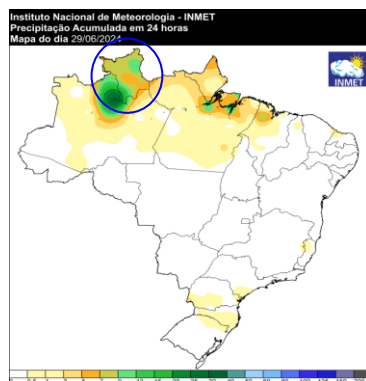 Instituto Nacional de Meteorologia - INMET
Precipitação Acumulada em 24 horas
Mapa do dia 29/06/2024
INMET